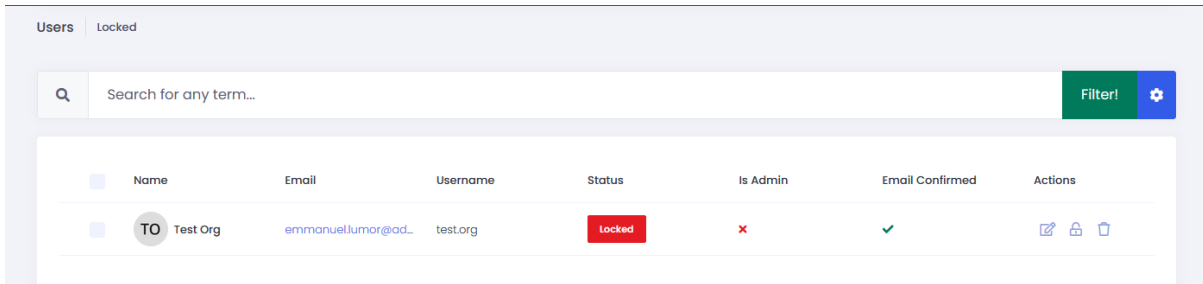 Users Locked
Search for any term... Filter!
Name Email Username Status Is Admin Email Confirmed Actions
TO Test Org emmanuel.lumor@ad... test.org Locked